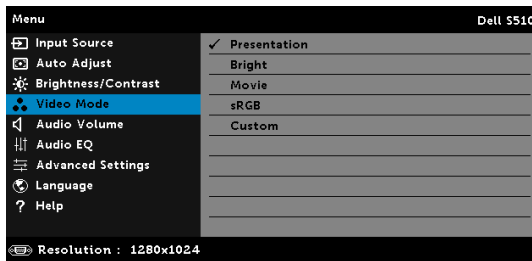 Menu Dell S510
Input Source
Auto Adjust
Brightness/Contrast
Video Mode
Audio Volume
Audio EQ
Advanced Settings
Language
? Help
✓ Presentation
Bright
Movie
sRGB
Custom
Resolution : 1280x1024